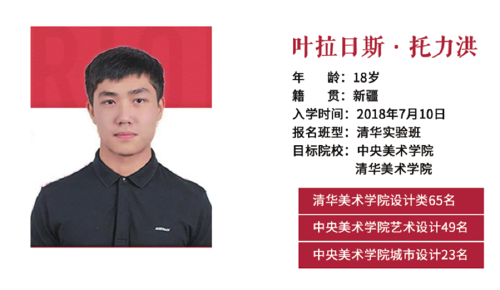 叶拉日斯·托力洪
年 龄：18岁
籍 贯：新疆
入学时间：2018年7月10日
报名班型：清华实验班
目标院校：中央美术学院
清华美术学院
清华美术学院设计类65名
中央美术学院艺术设计49名
中央美术学院城市设计23名